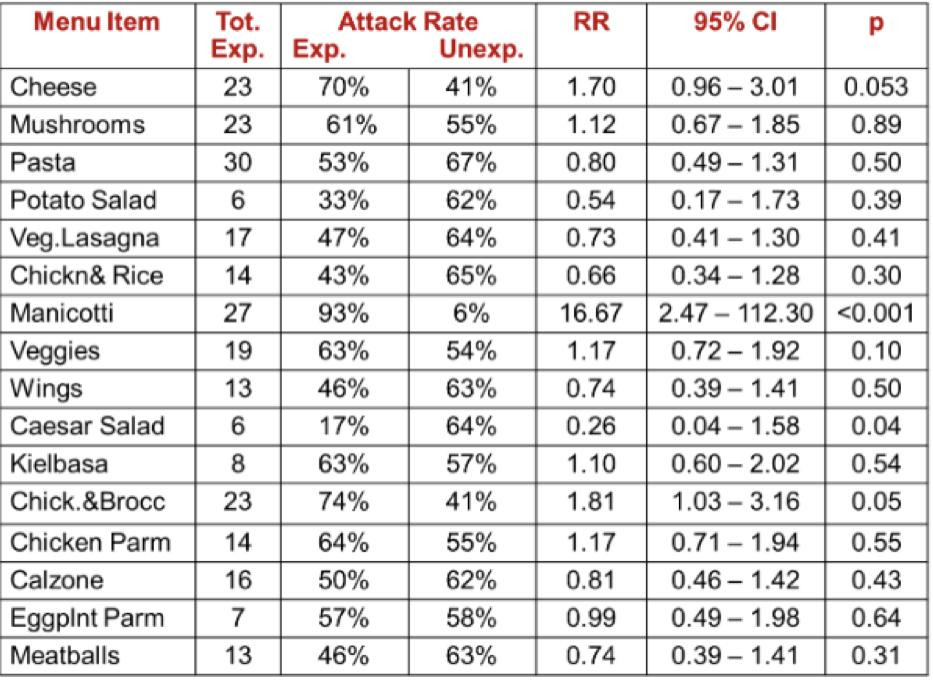 Menu Item Tot. Exp. Attack Rate Exp. Unexp. RR 95% CI p
Cheese 23 70% 41% 1.70 0.96 – 3.01 0.053
Mushrooms 23 61% 55% 1.12 0.67 – 1.85 0.89
Pasta 30 53% 67% 0.80 0.49 – 1.31 0.50
Potato Salad 6 33% 62% 0.54 0.17 – 1.73 0.39
Veg.Lasagna 17 47% 64% 0.73 0.41 – 1.30 0.41
Chickn& Rice 14 43% 65% 0.66 0.34 – 1.28 0.30
Manicotti 27 93% 6% 16.67 2.47 – 112.30 <0.001
Veggies 19 63% 54% 1.17 0.72 – 1.92 0.10
Wings 13 46% 63% 0.74 0.39 – 1.41 0.50
Caesar Salad 6 17% 64% 0.26 0.04 – 1.58 0.04
Kielbasa 8 63% 57% 1.10 0.60 – 2.02 0.54
Chick.&Brocc 23 74% 41% 1.81 1.03 – 3.16 0.05
Chicken Parm 14 64% 55% 1.17 0.71 – 1.94 0.55
Calzone 16 50% 62% 0.81 0.46 – 1.42 0.43
Eggplnt Parm 7 57% 58% 0.99 0.49 – 1.98 0.64
Meatballs 13 46% 63% 0.74 0.39 – 1.41 0.31